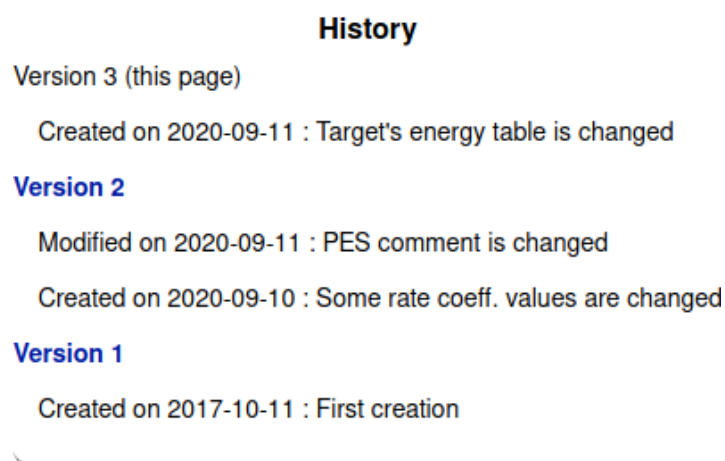 History
Version 3 (this page)
Created on 2020-09-11 : Target's energy table is changed
Version 2
Modified on 2020-09-11 : PES comment is changed
Created on 2020-09-10 : Some rate coeff. values are changed
Version 1
Created on 2017-10-11 : First creation